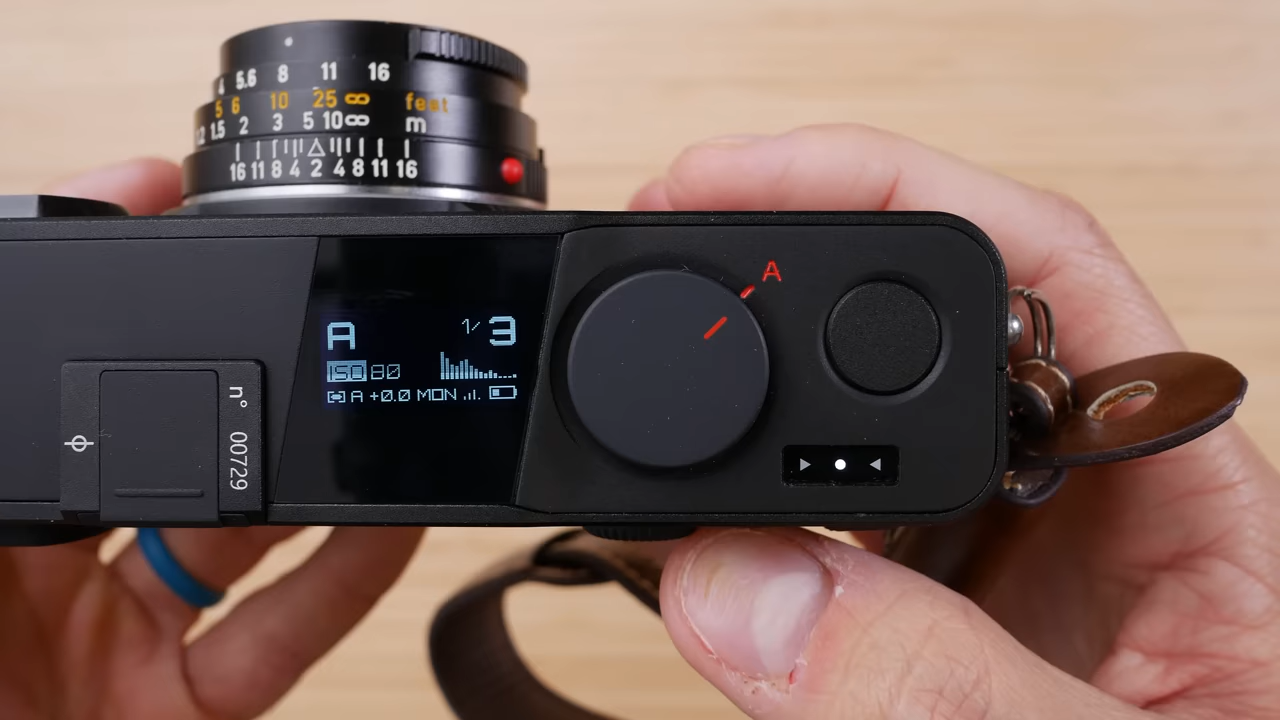 4 5.6 8 11 16
5 6 10 25 ∞ feet
1.2 1.5 2 3 5 10 ∞ m
16 11 8 4 2 4 8 11 16
A
A 1/3
ISO 80
A +0.0 MON
n° 00729